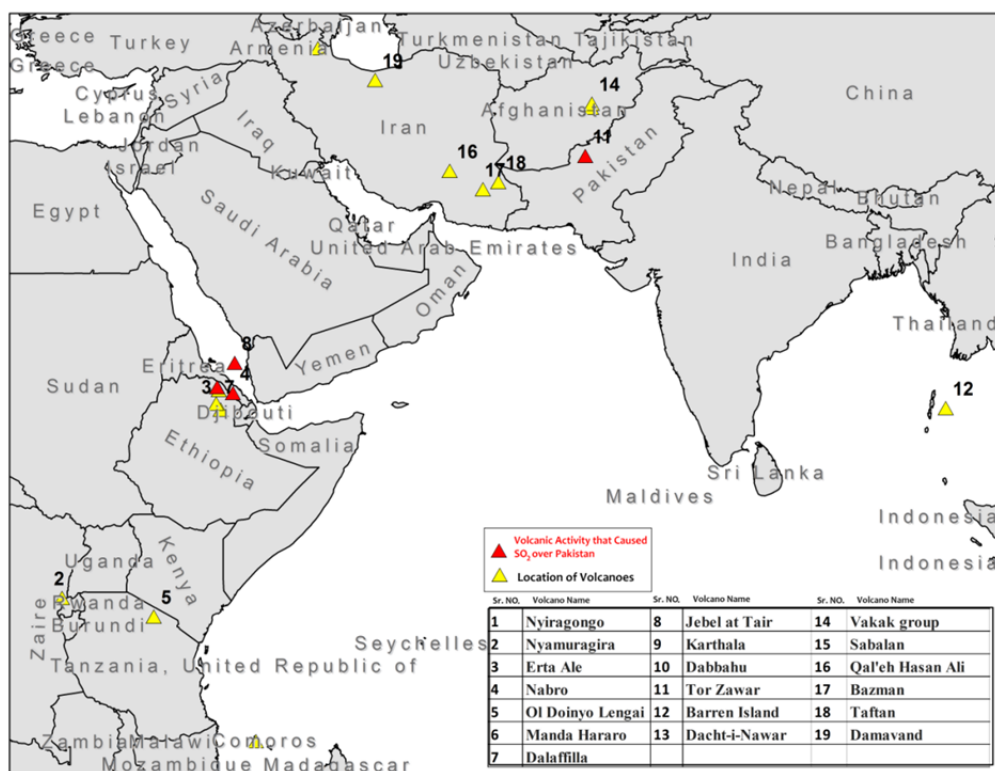 Azerbaijan
Greece
Turkey
Armenia
Turkmenistan
Tajikistan
Greece
19
Uzbekistan
Syria
14
Cyprus
China
Lebanon
Afghanistan
Iran
Iraq
11
Jordan
16
18
Israel
Kuwait
17
Pakistan
Nepal
Bhutan
Egypt
Saudi Arabia
Qatar
United Arab Emirates
Bangladesh
India
Oman
Thailand
8
Yemen
Eritrea
4
Sudan
3
7
12
Djibouti
Ethiopia
Somalia
Sri Lanka
Maldives
Indonesia
Kenya
Uganda
Indonesia
2
Rwanda
5
Zaire
Burundi
Seychelles
Tanzania, United Republic of
Zambia
Malawi
Comoros
Mozambique
Madagascar
Volcanic Activity that Caused
SO2 over Pakistan
Location of Volcanoes
Sr. NO. Volcano Name Sr. NO. Volcano Name Sr. NO. Volcano Name
1 Nyiragongo 8 Jebel at Tair 14 Vakak group
2 Nyamuragira 9 Karthala 15 Sabalan
3 Erta Ale 10 Dabbahu 16 Qal'eh Hasan Ali
4 Nabro 11 Tor Zawar 17 Bazman
5 Ol Doinyo Lengai 12 Barren Island 18 Taftan
6 Manda Hararo 13 Dacht-i-Nawar 19 Damavand
7 Dalaffilla